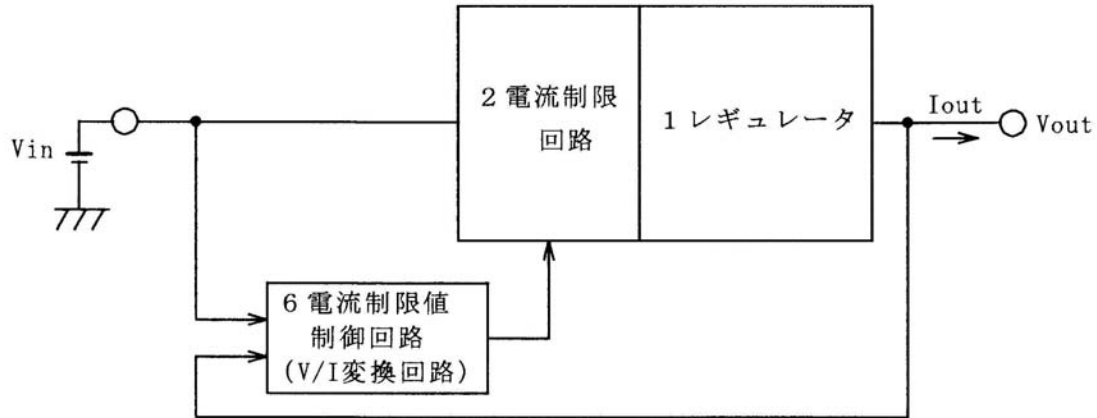 2 電流制限
回路
1 レギュレータ
Iout
Vout
Vin
6 電流制限値
制御回路
(V/I変換回路)